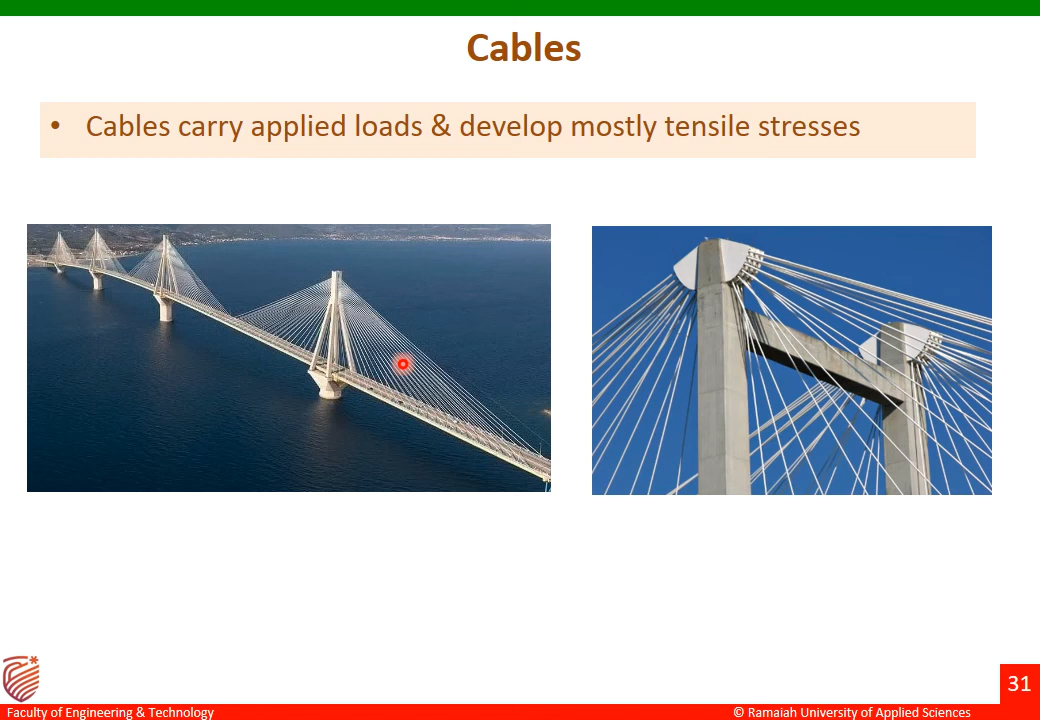 Cables
• Cables carry applied loads & develop mostly tensile stresses
31
Faculty of Engineering & Technology
© Ramaiah University of Applied Sciences